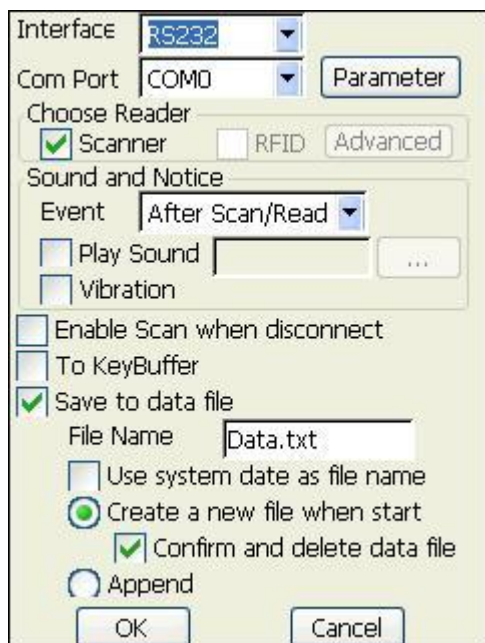 Interface RS232
Com Port COM0 Parameter
Choose Reader
Scanner RFID Advanced
Sound and Notice
Event After Scan/Read
Play Sound ...
Vibration
Enable Scan when disconnect
To KeyBuffer
Save to data file
File Name Data.txt
Use system date as file name
Create a new file when start
Confirm and delete data file
Append
OK Cancel